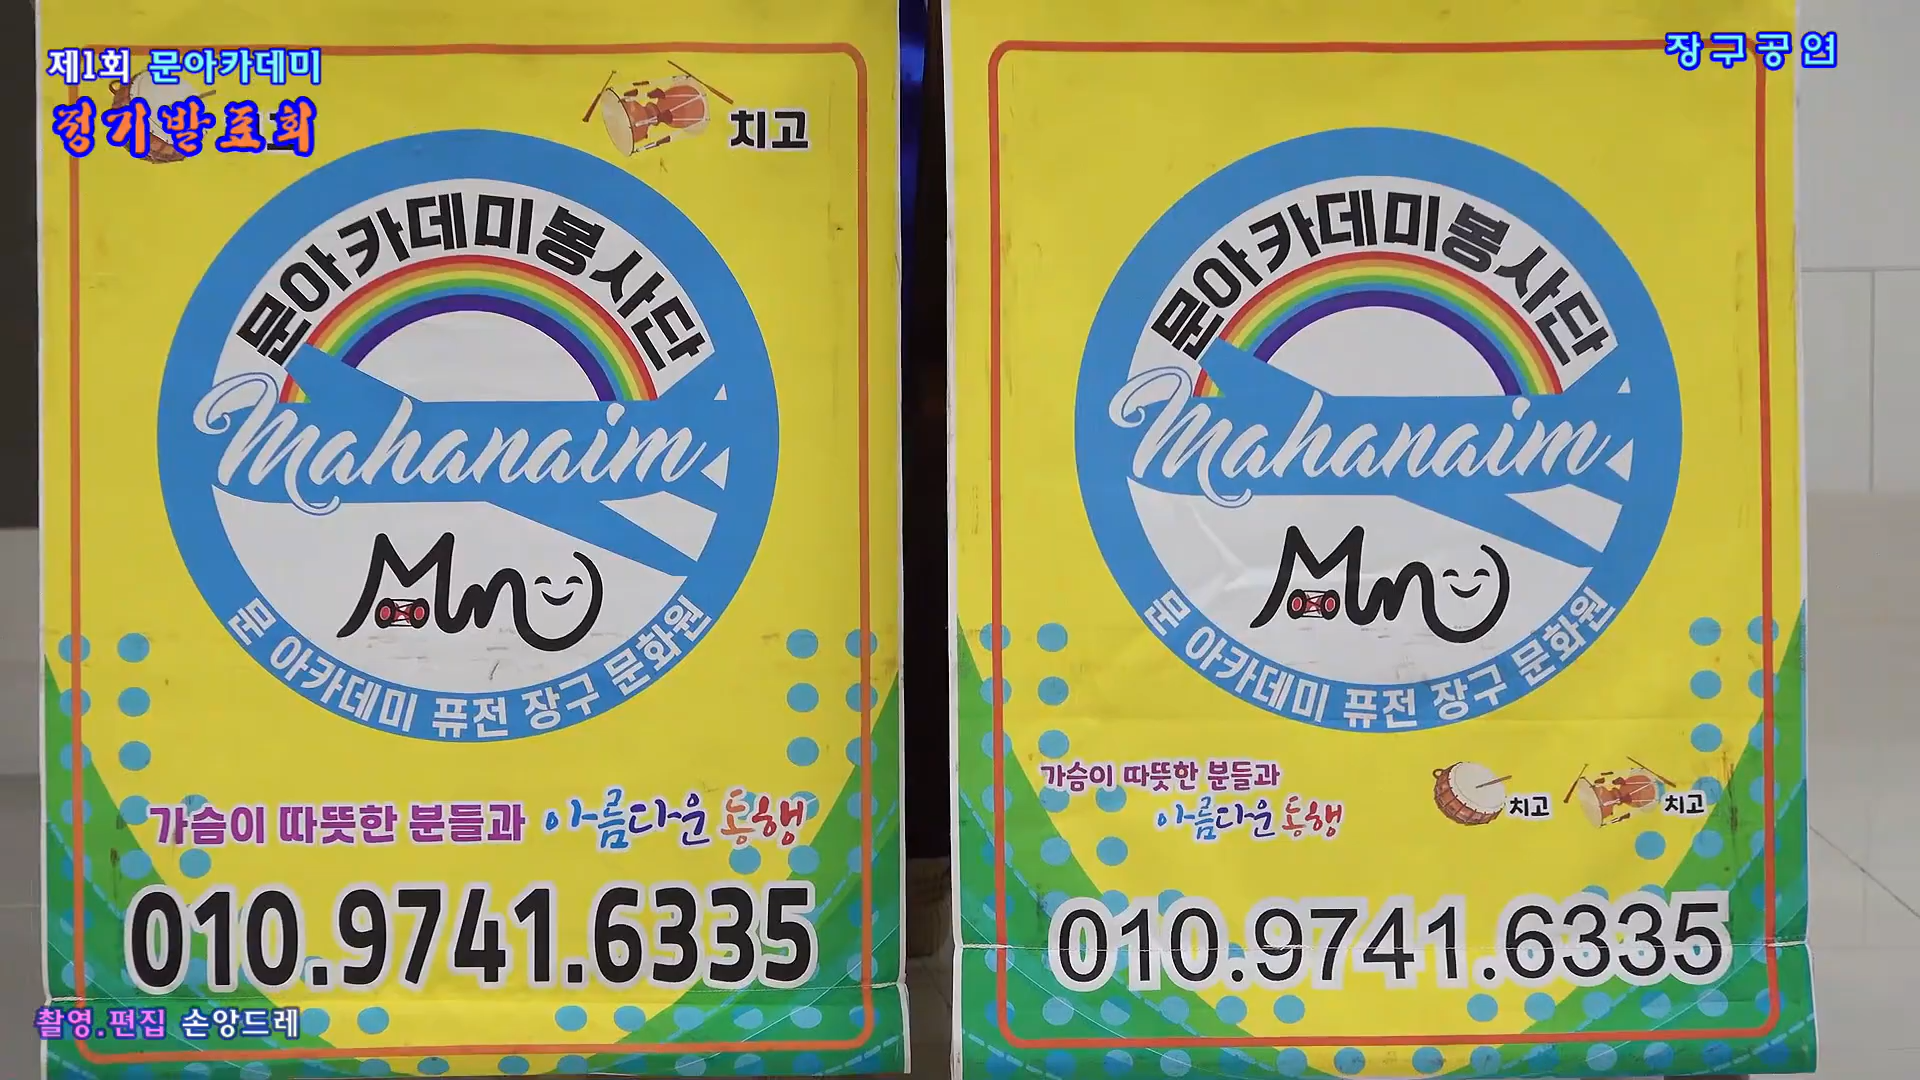 제1회 문아카데미
정기발표회
장구공연
치고
문아카데미봉사단
Mahanaim
문 아카데미 퓨전 장구 문화원
가슴이 따뜻한 분들과 아름다운 동행
010.9741.6335
문아카데미봉사단
Mahanaim
문 아카데미 퓨전 장구 문화원
가슴이 따뜻한 분들과
아름다운 동행
치고 치고
010.9741.6335
촬영.편집 손앙드레